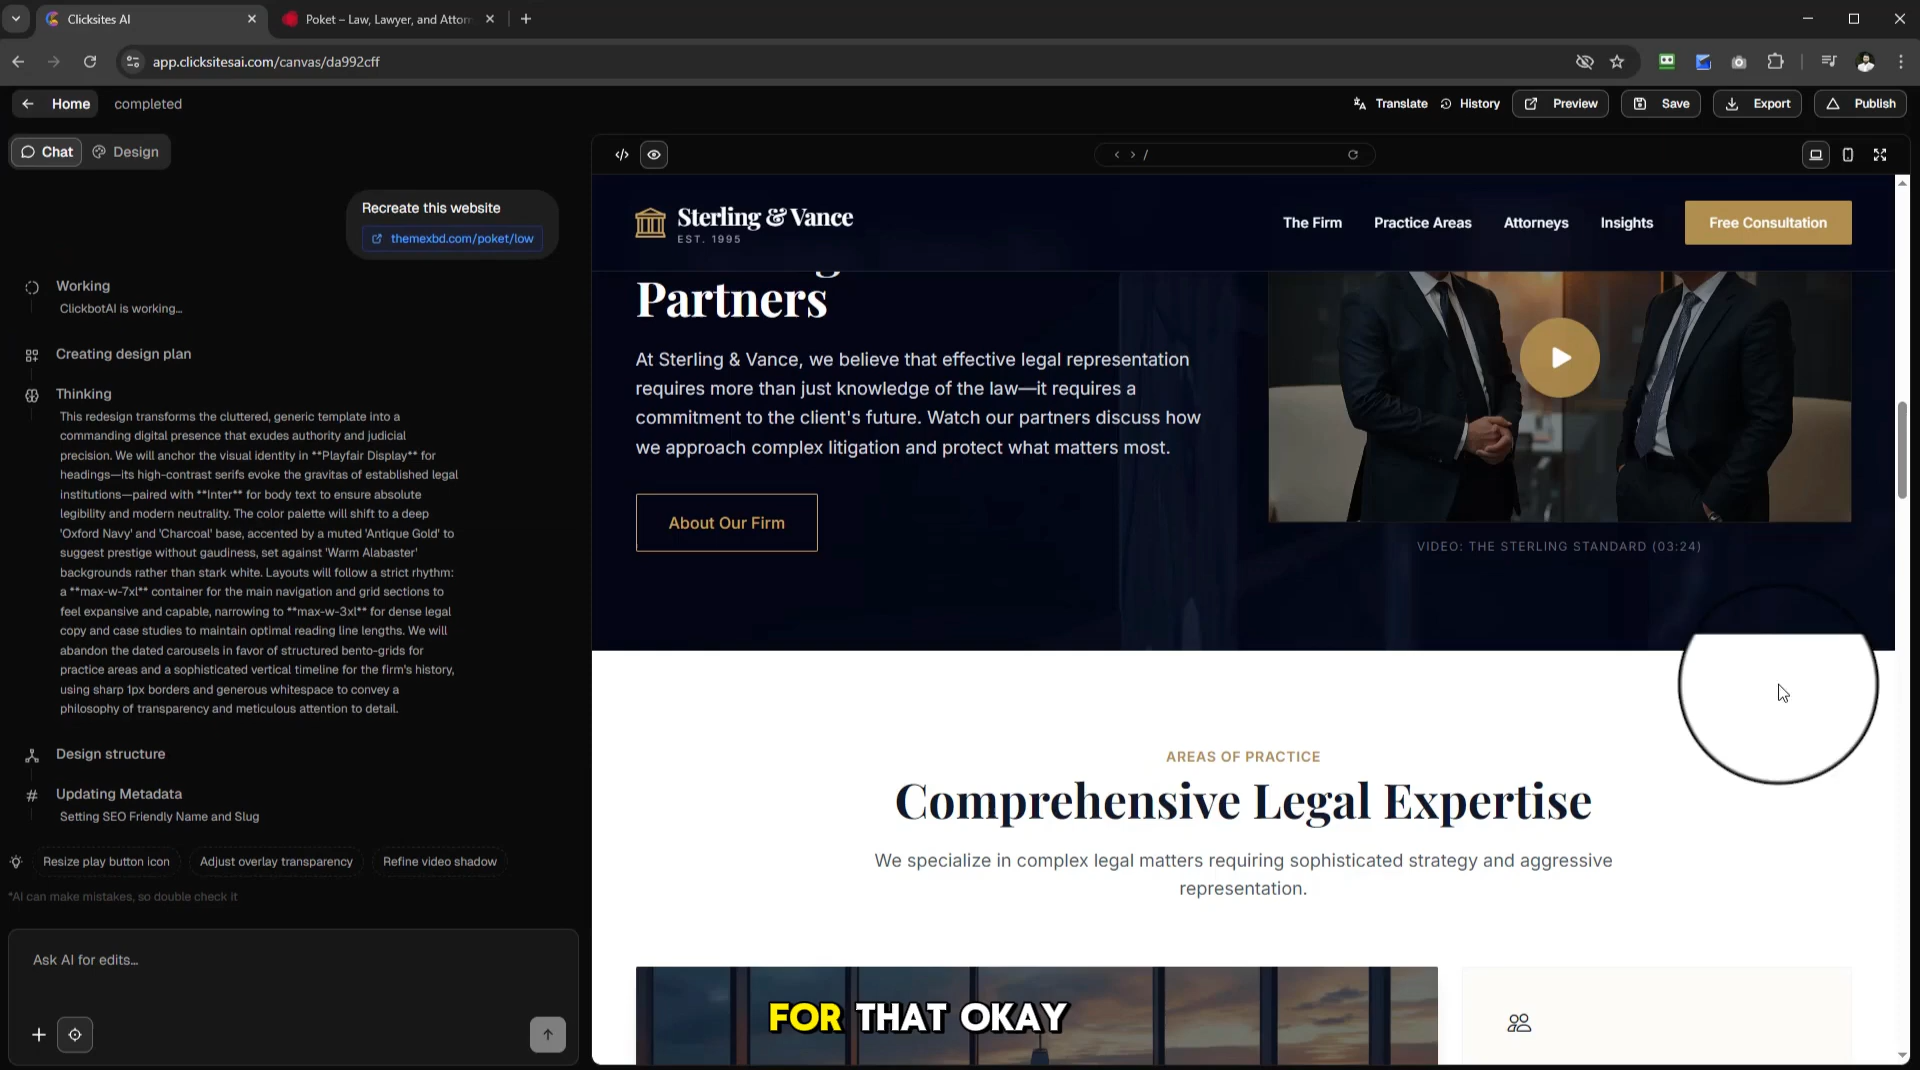 Clicksites AI
Poket – Law, Lawyer, and Attor
app.clicksitesai.com/canvas/da992cff
Home
completed
Translate
History
Preview
Save
Export
Publish
Chat
Design
/
Recreate this website
themexbd.com/poket/low
Working
ClickbotAI is working...
Creating design plan
Thinking
This redesign transforms the cluttered, generic template into a
commanding digital presence that exudes authority and judicial
precision. We will anchor the visual identity in **Playfair Display** for
headings—its high-contrast serifs evoke the gravitas of established legal
institutions—paired with **Inter** for body text to ensure absolute
legibility and modern neutrality. The color palette will shift to a deep
'Oxford Navy' and 'Charcoal' base, accented by a muted 'Antique Gold' to
suggest prestige without gaudiness, set against 'Warm Alabaster'
backgrounds rather than stark white. Layouts will follow a strict rhythm:
a **max-w-7xl** container for the main navigation and grid sections to
feel expansive and capable, narrowing to **max-w-3xl** for dense legal
copy and case studies to maintain optimal reading line lengths. We will
abandon the dated carousels in favor of structured bento-grids for
practice areas and a sophisticated vertical timeline for the firm's history,
using sharp 1px borders and generous whitespace to convey a
philosophy of transparency and meticulous attention to detail.
Design structure
Updating Metadata
Setting SEO Friendly Name and Slug
Resize play button icon
Adjust overlay transparency
Refine video shadow
*AI can make mistakes, so double check it
Ask AI for edits...
Sterling & Vance
EST. 1995
The Firm
Practice Areas
Attorneys
Insights
Free Consultation
Partners
At Sterling & Vance, we believe that effective legal representation
requires more than just knowledge of the law—it requires a
commitment to the client's future. Watch our partners discuss how
we approach complex litigation and protect what matters most.
About Our Firm
VIDEO: THE STERLING STANDARD (03:24)
AREAS OF PRACTICE
Comprehensive Legal Expertise
We specialize in complex legal matters requiring sophisticated strategy and aggressive
representation.
FOR THAT OKAY